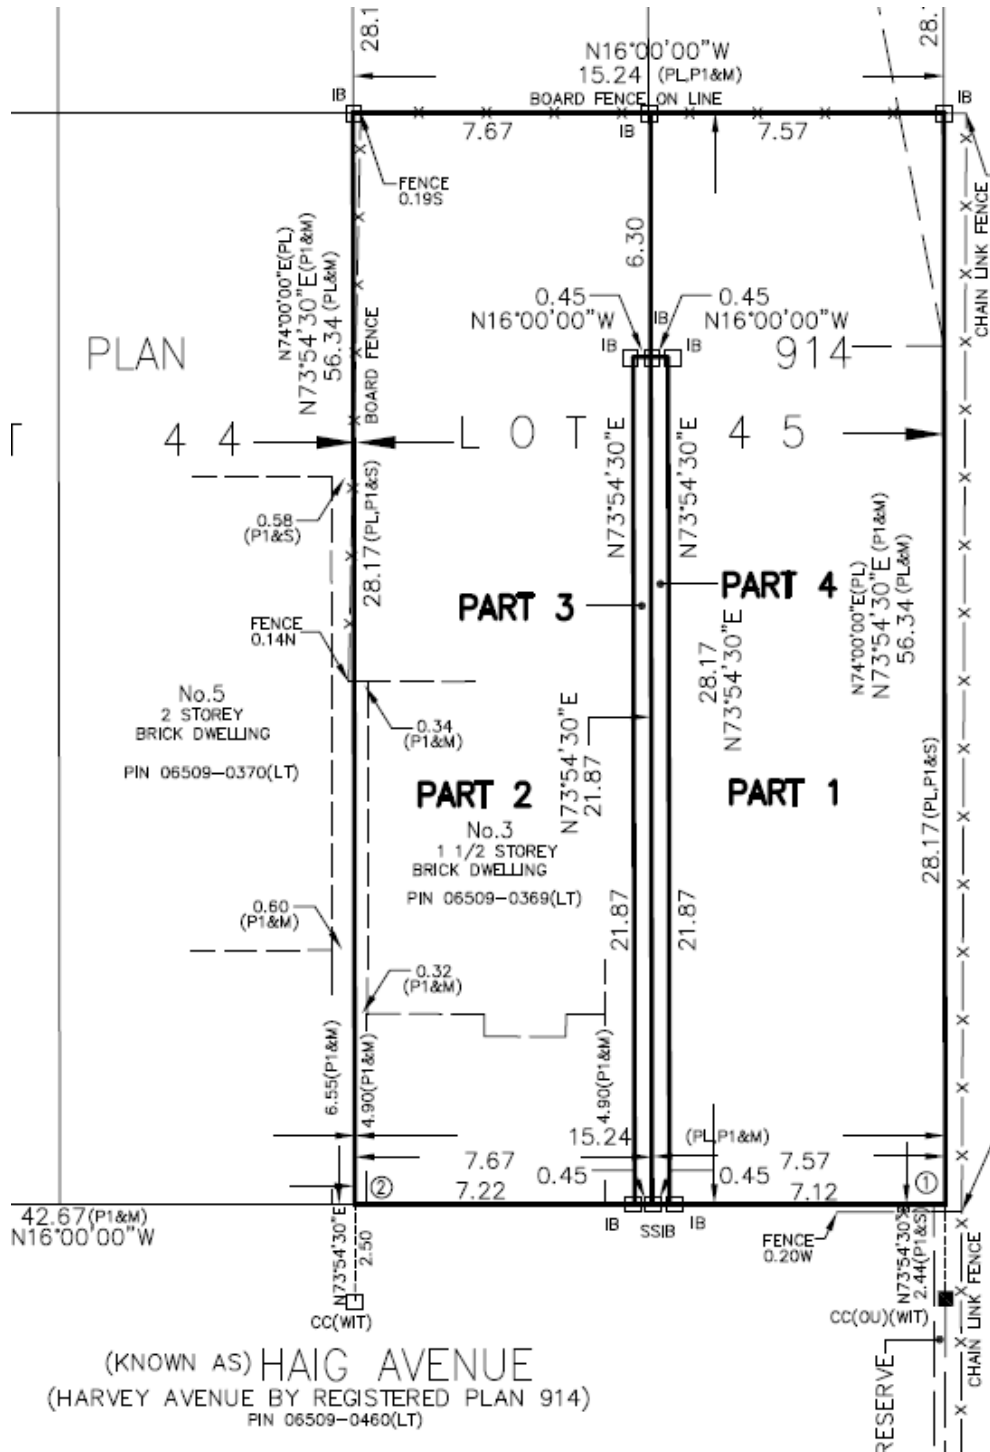 28.1
28.1
N16°00'00"W
15.24 (PL,P1&M)
BOARD FENCE ON LINE
IB
IB
IB
7.67
7.57
FENCE
0.19S
CHAIN LINK FENCE
N74°00'00"E(PL)
N73°54'30"E(P1&M)
56.34 (PL&M)
BOARD FENCE
6.30
0.45
N16°00'00"W
0.45
N16°00'00"W
IB
IB
IB
PLAN
914
T 44
LOT 45
N73°54'30"E
N73°54'30"E
0.58
(P1&S)
28.17(PL,P1&S)
PART 3
PART 4
N74°00'00"E(PL)
N73°54'30"E(P1&M)
56.34 (PL&M)
FENCE
0.14N
28.17
N73°54'30"E
No.5
2 STOREY
BRICK DWELLING
PIN 06509-0370(LT)
0.34
(P1&M)
N73°54'30"E
21.87
28.17(PL,P1&S)
PART 2
PART 1
No.3
1 1/2 STOREY
BRICK DWELLING
PIN 06509-0369(LT)
0.60
(P1&M)
21.87
21.87
0.32
(P1&M)
6.55(P1&M)
4.90(P1&M)
4.90(P1&M)
15.24
(PL,P1&M)
7.67
7.57
0.45
0.45
2
7.22
7.12
1
42.67(P1&M)
N16°00'00"W
IB
SSIB
IB
N73°54'30"E
2.50
FENCE
0.20W
N73°54'30"E
2.44(P1&S)
CC(WIT)
CC(OU)(WIT)
CHAIN LINK FENCE
RESERVE
(KNOWN AS) HAIG AVENUE
(HARVEY AVENUE BY REGISTERED PLAN 914)
PIN 06509-0460(LT)